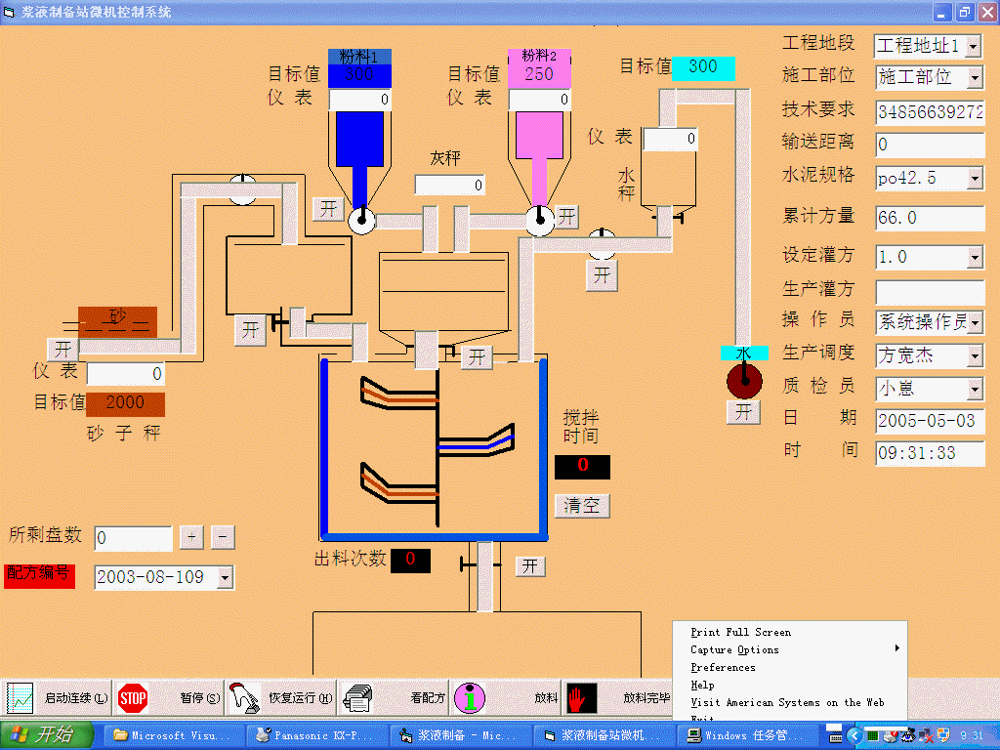 浆液制备站微机控制系统
粉料1
目标值 300
仪 表 0
粉料2
目标值 250
仪 表 0
目标值 300
仪 表 0
水秤
灰秤
0
开
开
开
开
开
开
砂
开
仪 表 0
目标值 2000
砂 子 秤
水
开
搅拌
时间
0
清空
出料次数 0
所剩盘数 0 + -
配方编号 2003-08-109
工程地段 工程地址1
施工部位 施工部位
技术要求 34856639272
输送距离 0
水泥规格 po42.5
累计方量 66.0
设定灌方 1.0
生产灌方
操 作 员 系统操作员
生产调度 方宽杰
质 检 员 小崽
日 期 2005-05-03
时 间 09:31:33
Print Full Screen
Capture Options
Preferences
Help
Visit American Systems on the Web
Exit
启动连续(L) STOP 暂停(S) 恢复运行(H) 看配方 放料 放料完毕
开始 Microsoft Visu... Panasonic KX-P 浆液制备 - Mic... 浆液制备站微机 Windows 任务管... 9:31